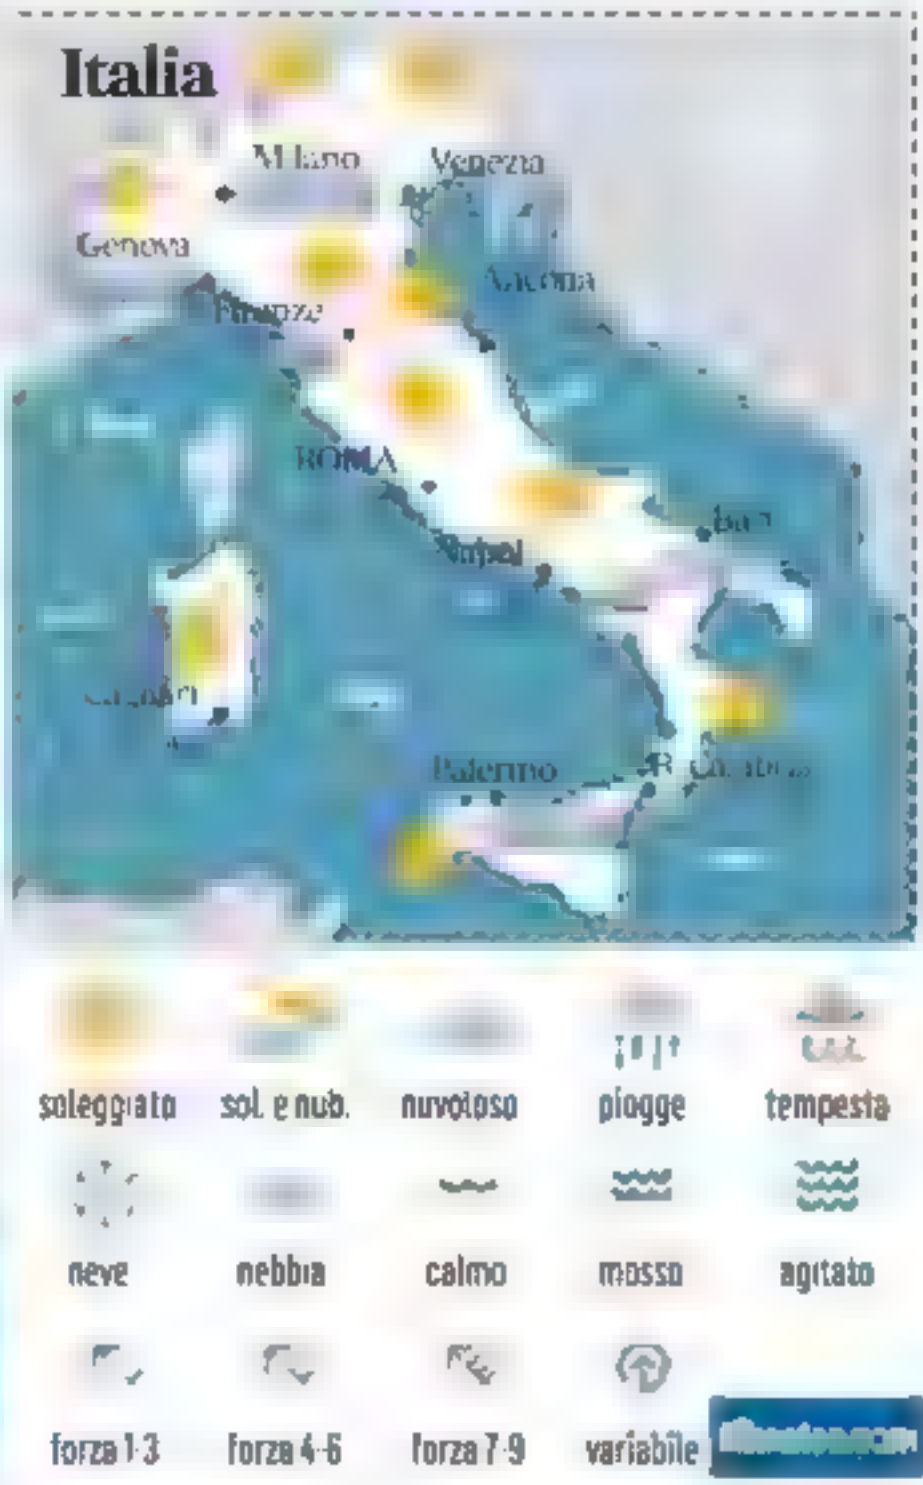 Italia
Milano
Venezia
Genova
Ancona
Firenze
ROMA
Bari
Napoli
Cagliari
Palermo
R. Calabria
soleggiato
sol. e nub.
nuvoloso
piogge
tempesta
neve
nebbia
calmo
mosso
agitato
forza 1-3
forza 4-6
forza 7-9
variabile